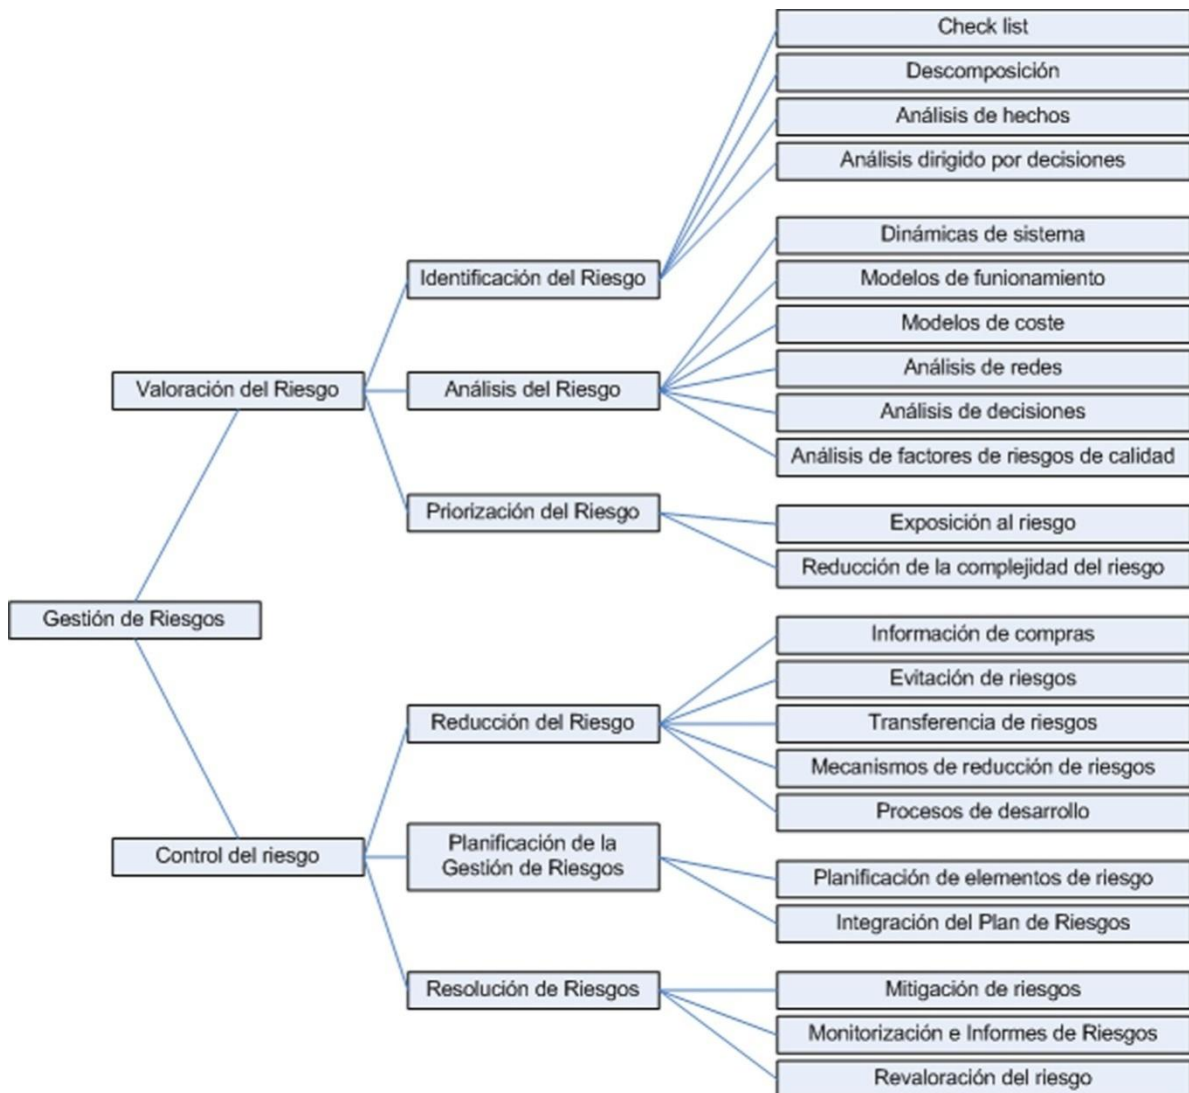 Check list
Descomposición
Análisis de hechos
Análisis dirigido por decisiones
Dinámicas de sistema
Identificación del Riesgo
Modelos de funionamiento
Modelos de coste
Análisis de redes
Valoración del Riesgo
Análisis del Riesgo
Análisis de decisiones
Análisis de factores de riesgos de calidad
Priorización del Riesgo
Exposición al riesgo
Reducción de la complejidad del riesgo
Gestión de Riesgos
Información de compras
Evitación de riesgos
Reducción del Riesgo
Transferencia de riesgos
Mecanismos de reducción de riesgos
Procesos de desarrollo
Control del riesgo
Planificación de la
Gestión de Riesgos
Planificación de elementos de riesgo
Integración del Plan de Riesgos
Resolución de Riesgos
Mitigación de riesgos
Monitorización e Informes de Riesgos
Revaloración del riesgo